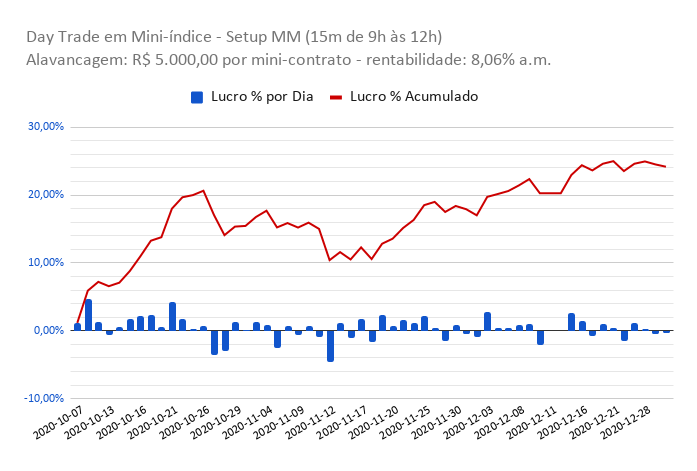 Day Trade em Mini-índice - Setup MM (15m de 9h às 12h)
Alavancagem: R$ 5.000,00 por mini-contrato - rentabilidade: 8,06% a.m.
Lucro % por Dia Lucro % Acumulado
30,00%
20,00%
10,00%
0,00%
-10,00%
2020-10-07 2020-10-13 2020-10-16 2020-10-21 2020-10-26 2020-10-29 2020-11-04 2020-11-09 2020-11-12 2020-11-17 2020-11-20 2020-11-25 2020-11-30 2020-12-03 2020-12-08 2020-12-11 2020-12-16 2020-12-21 2020-12-28